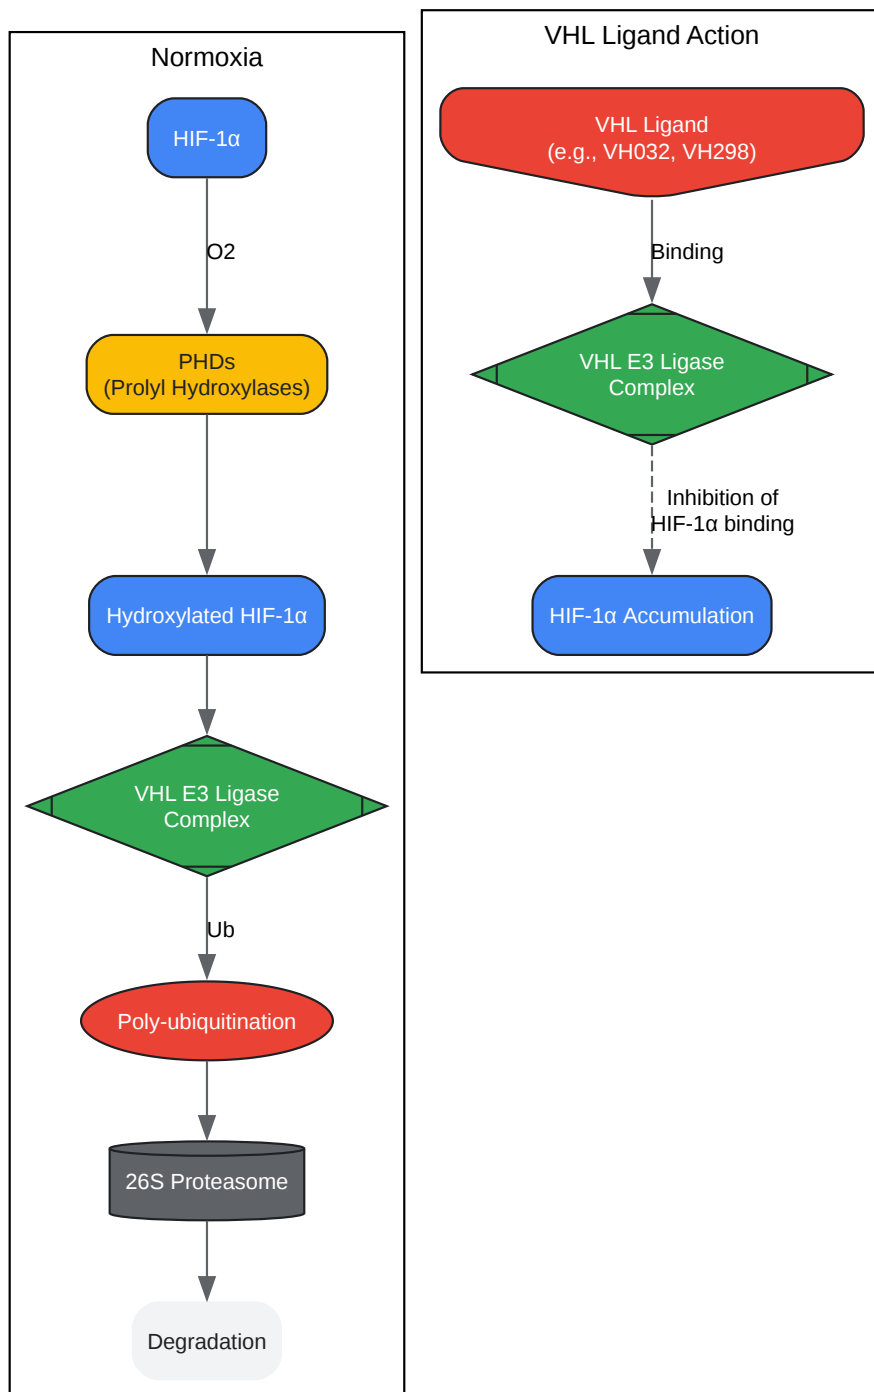 Normoxia
HIF-1α
O2
PHDs
(Prolyl Hydroxylases)
Hydroxylated HIF-1α
VHL E3 Ligase
Complex
Ub
Poly-ubiquitination
26S Proteasome
Degradation
VHL Ligand Action
VHL Ligand
(e.g., VH032, VH298)
Binding
VHL E3 Ligase
Complex
Inhibition of
HIF-1α binding
HIF-1α Accumulation